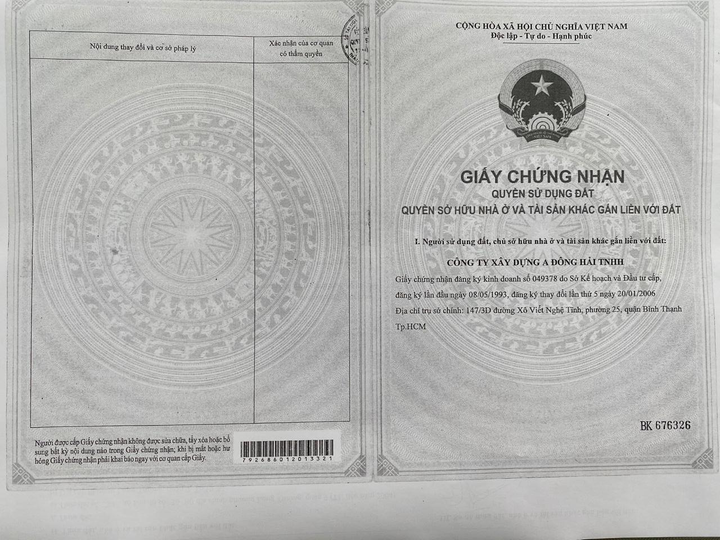 Nội dung thay đổi và cơ sở pháp lý
Xác nhận của cơ quan
có thẩm quyền
Người được cấp Giấy chứng nhận không được sửa chữa, tẩy xóa hoặc bổ
sung bất kỳ nội dung nào trong Giấy chứng nhận; khi bị mất hoặc hư
hỏng Giấy chứng nhận phải khai báo ngay với cơ quan cấp Giấy.
792686012013321
CỘNG HÒA XÃ HỘI CHỦ NGHĨA VIỆT NAM
Độc lập - Tự do - Hạnh phúc
GIẤY CHỨNG NHẬN
QUYỀN SỬ DỤNG ĐẤT
QUYỀN SỞ HỮU NHÀ Ở VÀ TÀI SẢN KHÁC GẮN LIỀN VỚI ĐẤT
I. Người sử dụng đất, chủ sở hữu nhà ở và tài sản khác gắn liền với đất:
CÔNG TY XÂY DỰNG A ĐÔNG HẢI TNHH
Giấy chứng nhận đăng ký kinh doanh số 049378 do Sở Kế hoạch và Đầu tư cấp,
đăng ký lần đầu ngày 08/05/1993, đăng ký thay đổi lần thứ 5 ngày 20/01/2006
Địa chỉ trụ sở chính: 147/3D đường Xô Viết Nghệ Tĩnh, phường 25, quận Bình Thạnh
Tp.HCM
BK 676326